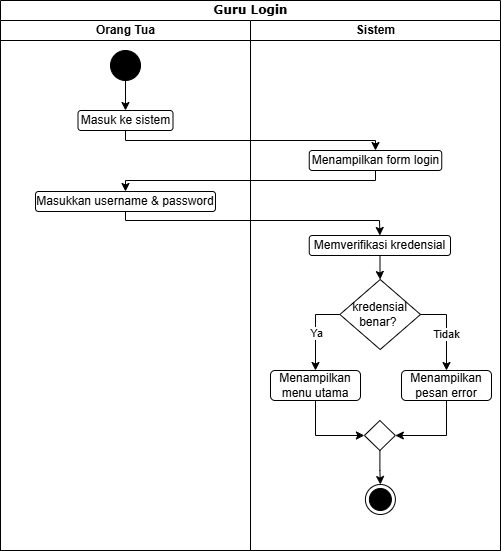 Guru Login
Orang Tua
Sistem
Masuk ke sistem
Menampilkan form login
Masukkan username & password
Memverifikasi kredensial
kredensial
benar?
Ya
Tidak
Menampilkan
menu utama
Menampilkan
pesan error